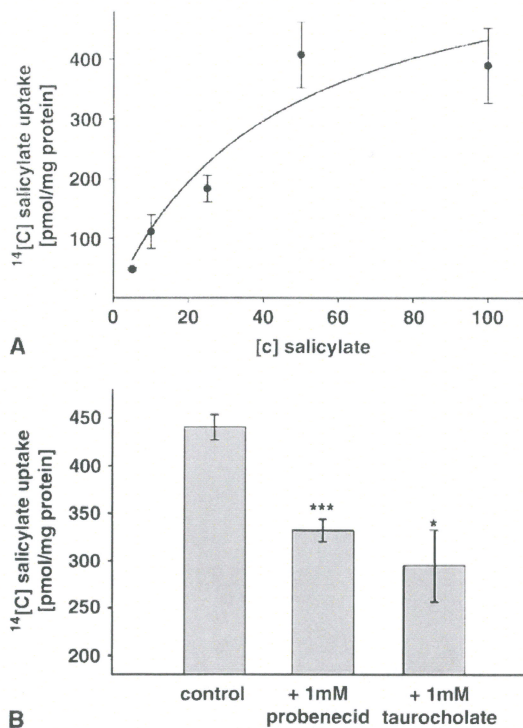 ¹⁴[C] salicylate uptake
[pmol/mg protein]
400
300
200
100
0
20
40
60
80
100
[c] salicylate
A
¹⁴[C] salicylate uptake
[pmol/mg protein]
450
400
350
300
250
200
***
*
control
+ 1mM
probenecid
+ 1mM
taurocholate
B